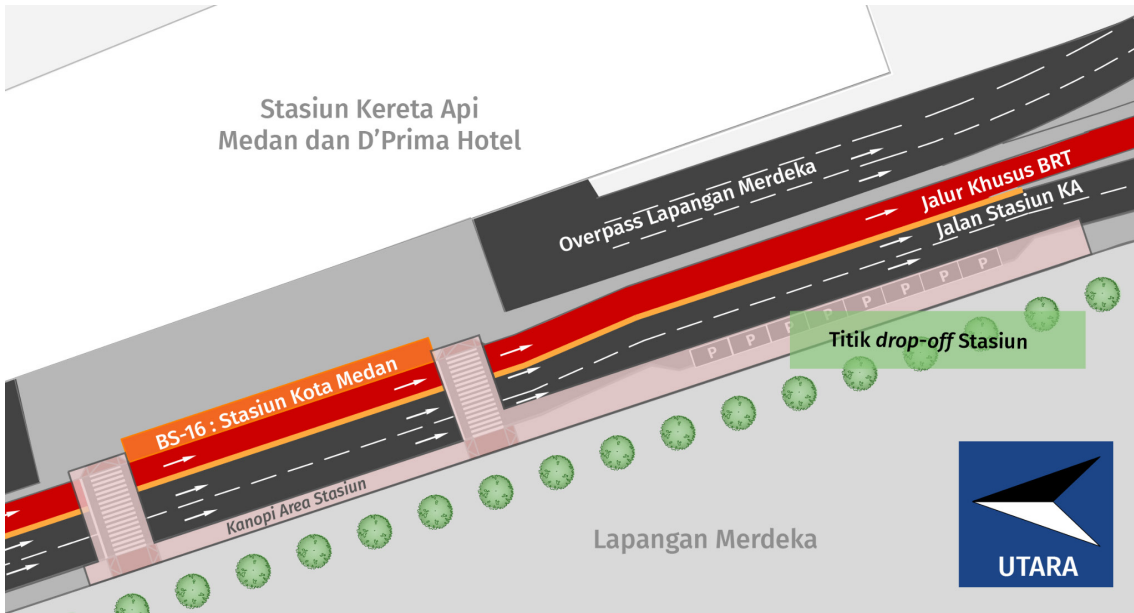 Stasiun Kereta Api
Medan dan D’Prima Hotel
Overpass Lapangan Merdeka
Jalur Khusus BRT
Jalan Stasiun KA
P P P P P P P P P
Titik drop-off Stasiun
BS-16 : Stasiun Kota Medan
Kanopi Area Stasiun
Lapangan Merdeka
UTARA